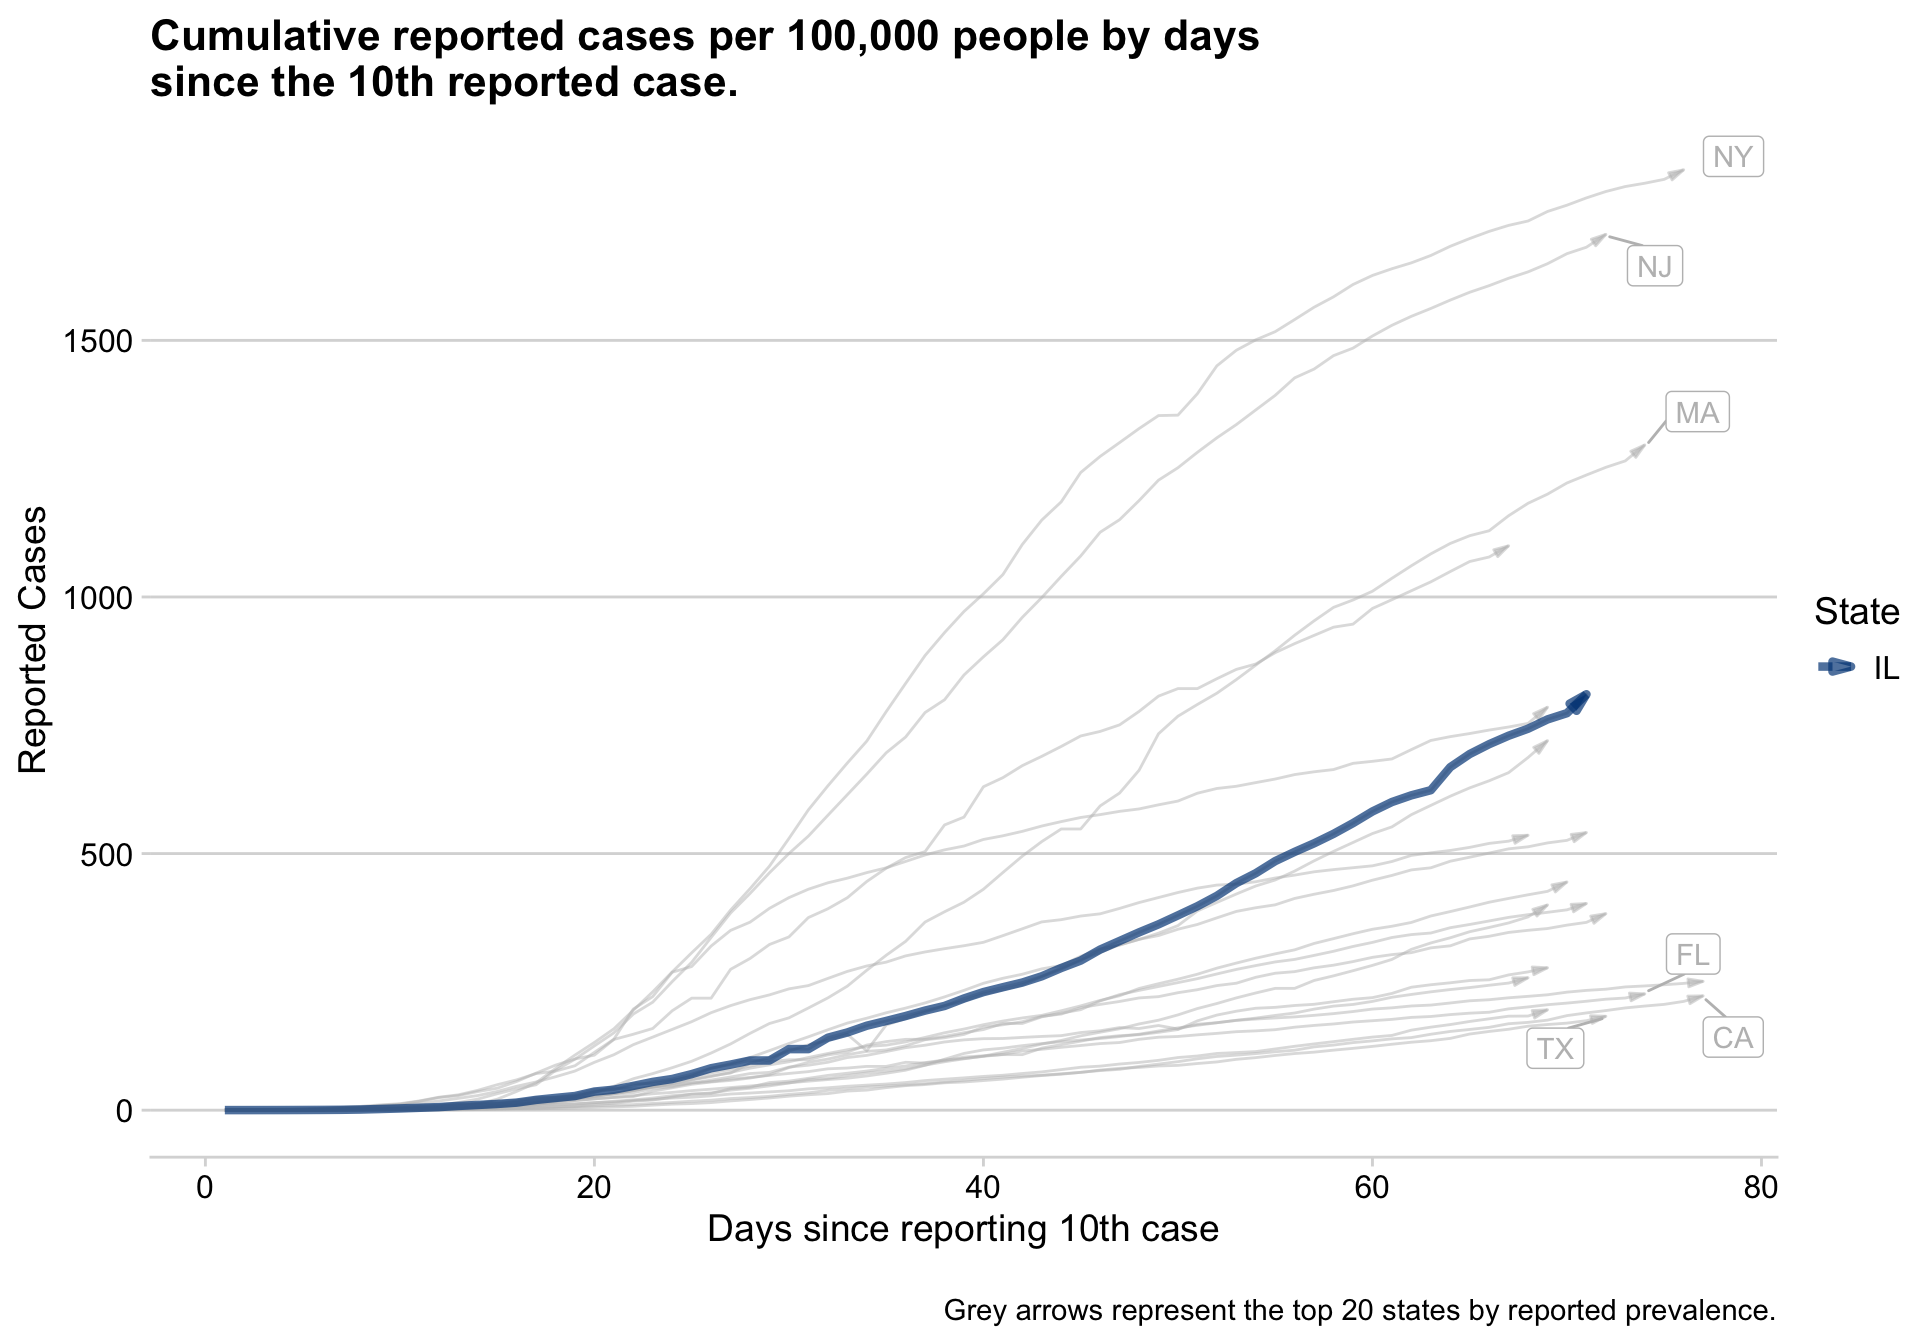 Cumulative reported cases per 100,000 people by days
since the 10th reported case.
NY
NJ
1500
MA
Reported Cases
1000
State
IL
500
FL
TX
CA
0
0 20 40 60 80
Days since reporting 10th case
Grey arrows represent the top 20 states by reported prevalence.